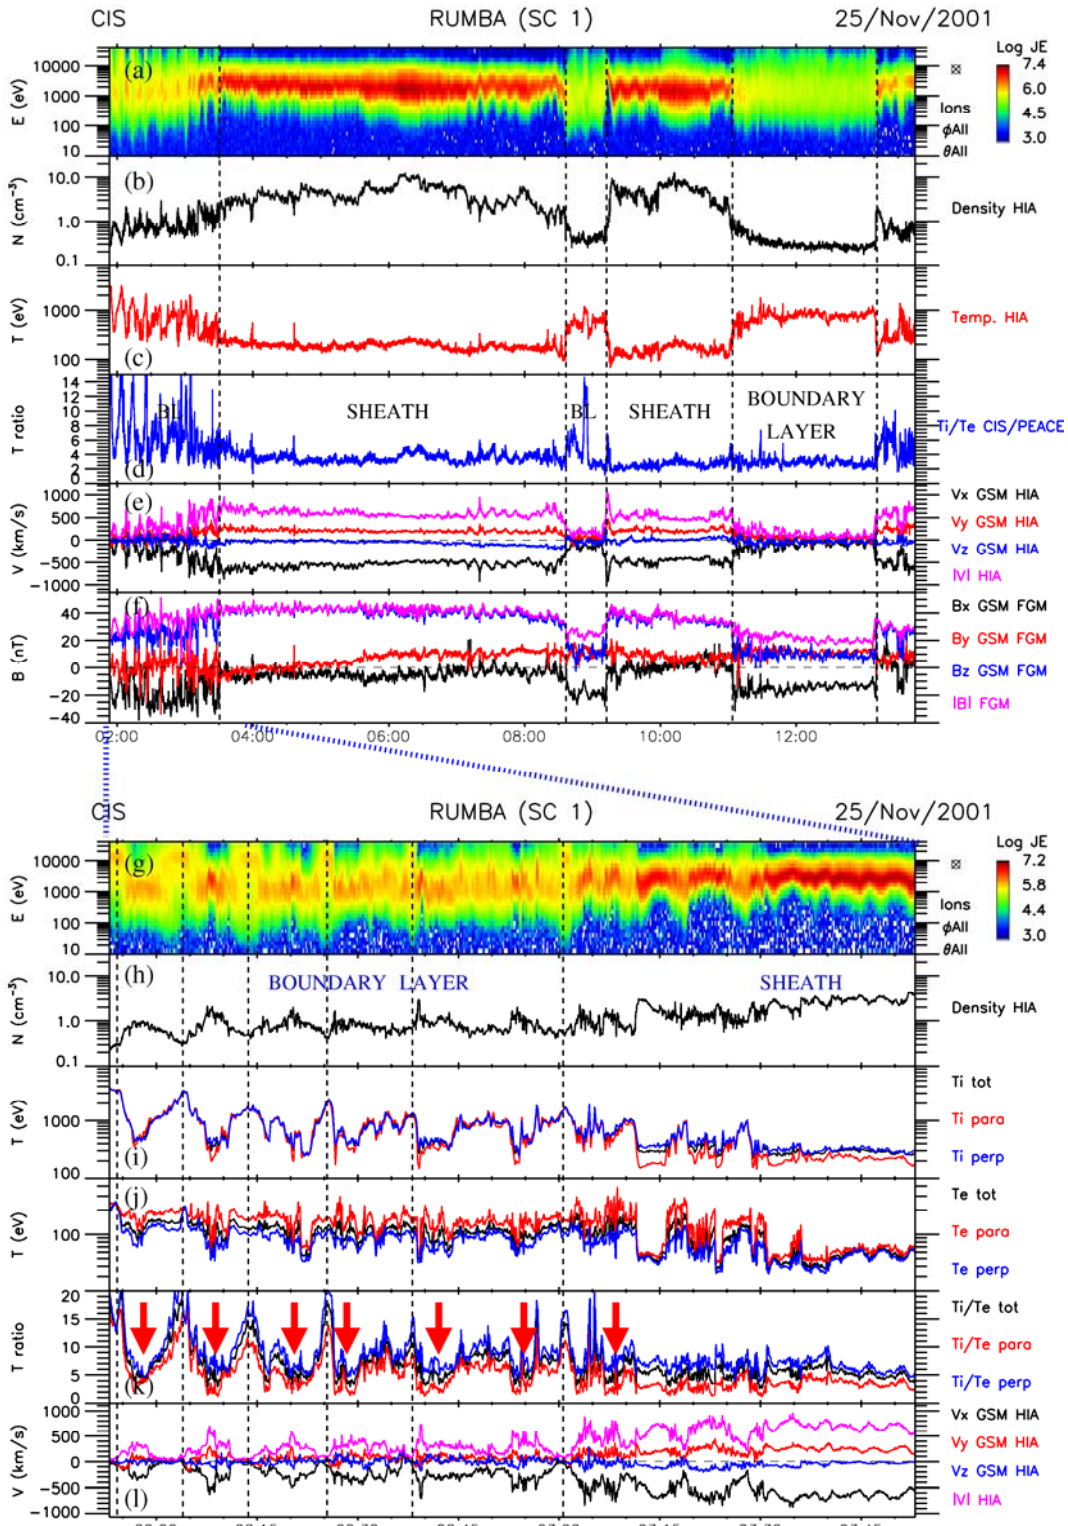 CIS RUMBA (SC 1) 25/Nov/2001
(a)
E (eV)
10000
1000
100
10
Ions
φAll
θAll
Log JE
7.4
6.0
4.5
3.0
(b)
N (cm⁻³)
10.0
1.0
0.1
Density HIA
(c)
T (eV)
1000
100
Temp. HIA
(d)
T ratio
14
12
10
8
6
4
2
0
BL SHEATH BL SHEATH BOUNDARY
LAYER
Ti/Te CIS/PEACE
(e)
V (km/s)
1000
500
0
−500
−1000
Vx GSM HIA
Vy GSM HIA
Vz GSM HIA
|V| HIA
(f)
B (nT)
40
20
0
−20
−40
Bx GSM FGM
By GSM FGM
Bz GSM FGM
|B| FGM
02:00 04:00 06:00 08:00 10:00 12:00
CIS RUMBA (SC 1) 25/Nov/2001
(g)
E (eV)
10000
1000
100
10
Ions
φAll
θAll
Log JE
7.2
5.8
4.4
3.0
(h)
N (cm⁻³)
10.0
1.0
0.1
BOUNDARY LAYER SHEATH
Density HIA
(i)
T (eV)
1000
100
Ti tot
Ti para
Ti perp
(j)
T (eV)
100
Te tot
Te para
Te perp
(k)
T ratio
20
15
10
5
0
Ti/Te tot
Ti/Te para
Ti/Te perp
(l)
V (km/s)
1000
500
0
−500
−1000
Vx GSM HIA
Vy GSM HIA
Vz GSM HIA
|V| HIA